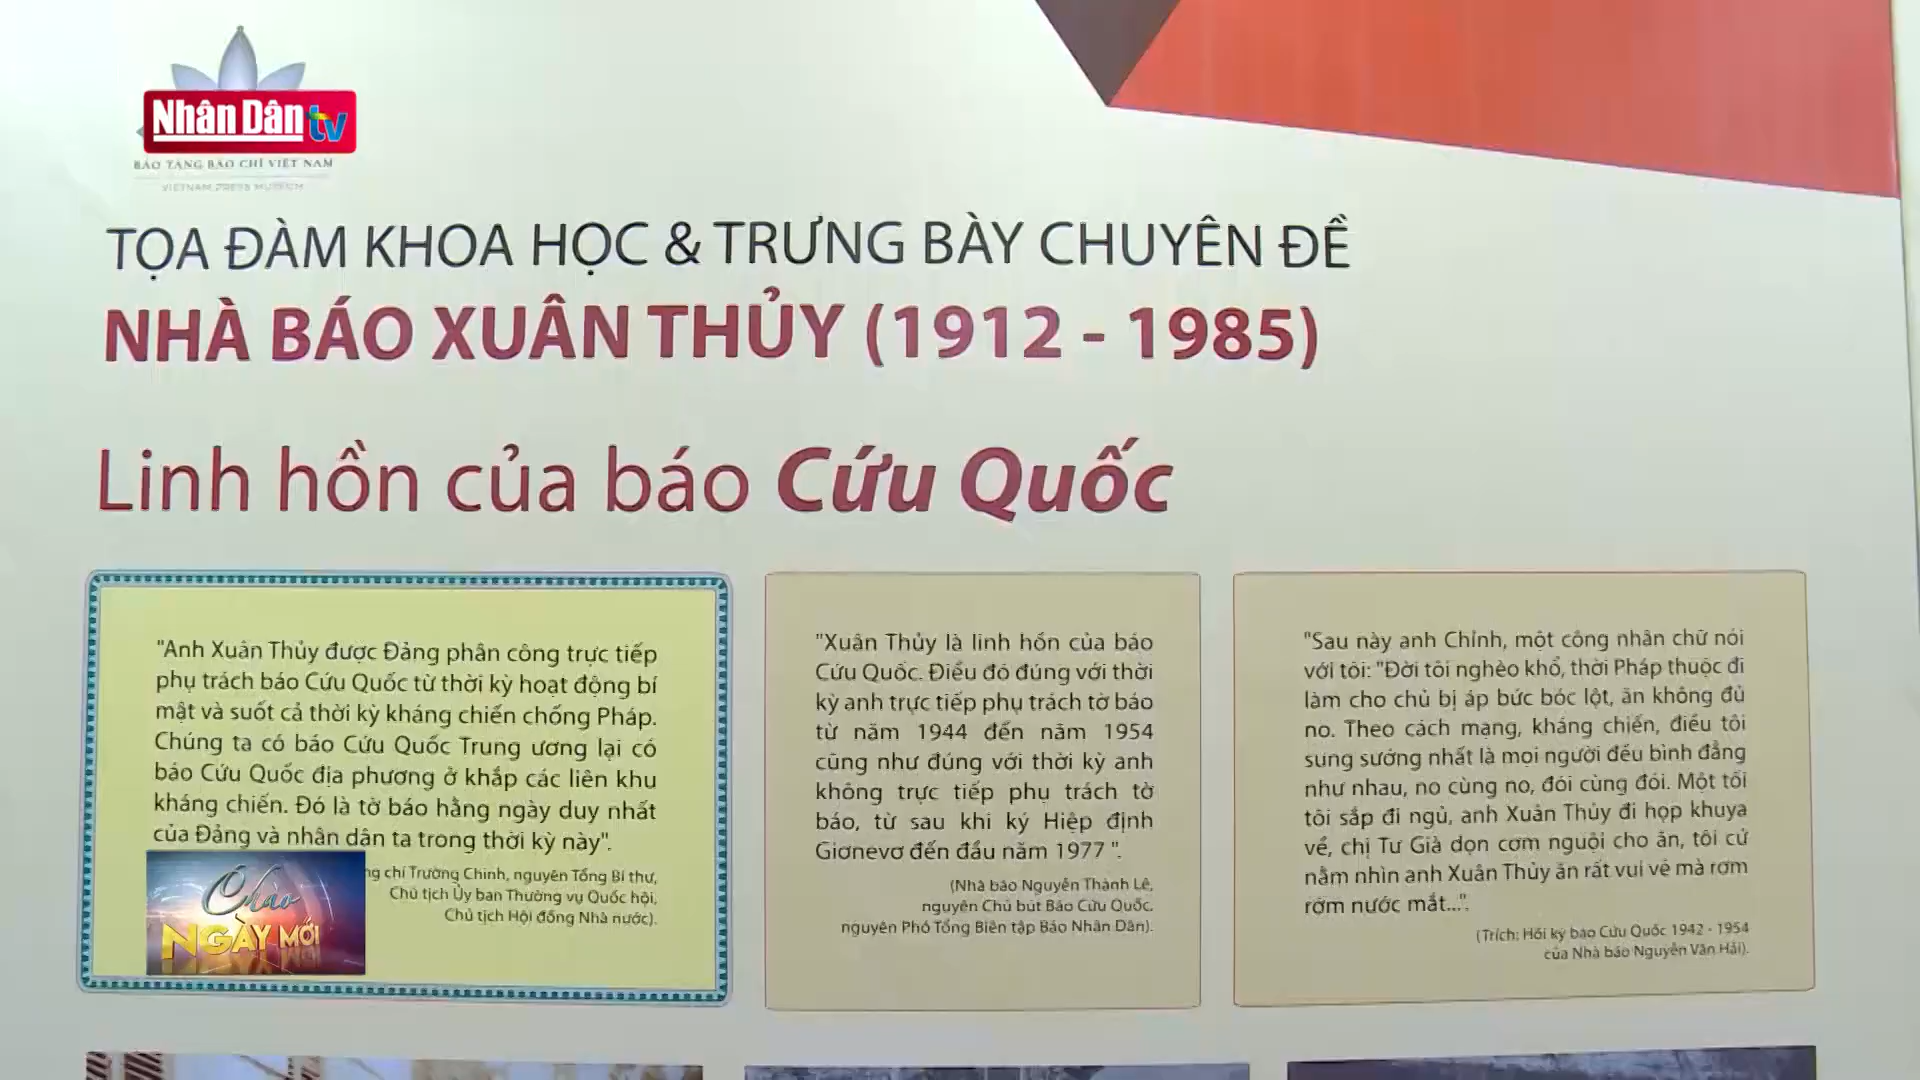 Nhân Dân tv
BẢO TÀNG BÁO CHÍ VIỆT NAM
VIETNAM PRESS MUSEUM
TỌA ĐÀM KHOA HỌC & TRƯNG BÀY CHUYÊN ĐỀ
NHÀ BÁO XUÂN THỦY (1912 - 1985)
Linh hồn của báo Cứu Quốc
"Anh Xuân Thủy được Đảng phân công trực tiếp
phụ trách báo Cứu Quốc từ thời kỳ hoạt động bí
mật và suốt cả thời kỳ kháng chiến chống Pháp.
Chúng ta có báo Cứu Quốc Trung ương lại có
báo Cứu Quốc địa phương ở khắp các liên khu
kháng chiến. Đó là tờ báo hằng ngày duy nhất
của Đảng và nhân dân ta trong thời kỳ này".
chí Trường Chinh, nguyên Tổng Bí thư,
Chủ tịch Ủy ban Thường vụ Quốc hội,
Chủ tịch Hội đồng Nhà nước).
Chào
NGÀY MỚI
"Xuân Thủy là linh hồn của báo
Cứu Quốc. Điều đó đúng với thời
kỳ anh trực tiếp phụ trách tờ báo
từ năm 1944 đến năm 1954
cũng như đúng với thời kỳ anh
không trực tiếp phụ trách tờ
báo, từ sau khi ký Hiệp định
Giơnevơ đến đầu năm 1977 ".
(Nhà báo Nguyễn Thành Lê,
nguyên Chủ bút Báo Cứu Quốc,
nguyên Phó Tổng Biên tập Báo Nhân Dân).
"Sau này anh Chỉnh, một công nhân chữ nói
với tôi: "Đời tôi nghèo khổ, thời Pháp thuộc đi
làm cho chủ bị áp bức bóc lột, ăn không đủ
no. Theo cách mạng, kháng chiến, điều tôi
sung sướng nhất là mọi người đều bình đẳng
như nhau, no cùng no, đói cùng đói. Một tối
tôi sắp đi ngủ, anh Xuân Thủy đi họp khuya
về, chị Tư Già dọn cơm nguội cho ăn, tôi cứ
nằm nhìn anh Xuân Thủy ăn rất vui vẻ mà rơm
rớm nước mắt...".
(Trích: Hồi ký báo Cứu Quốc 1942 - 1954
của Nhà báo Nguyễn Văn Hải).